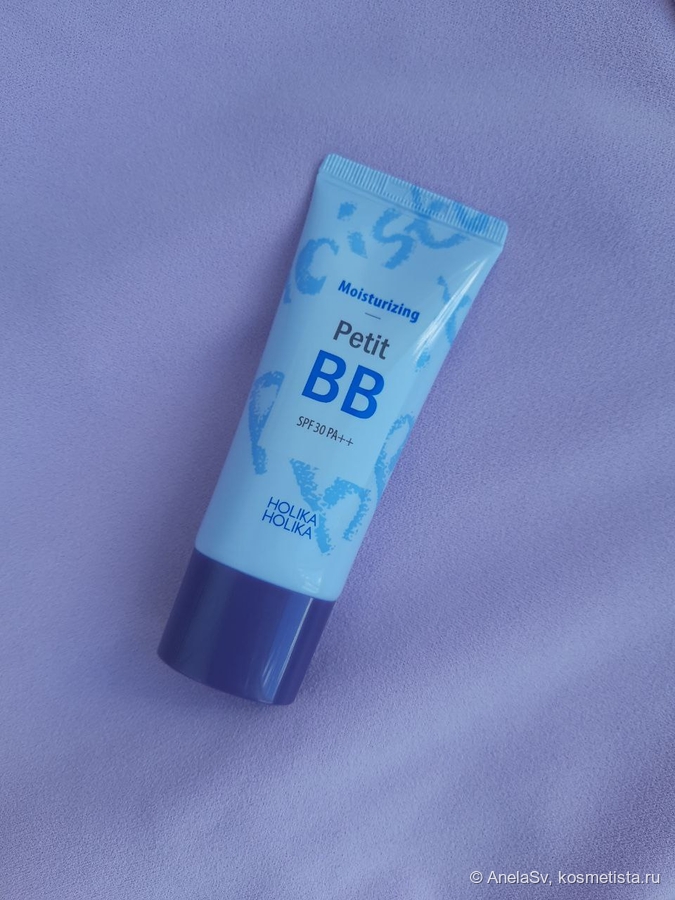 Moisturizing
Petit
BB
SPF30 PA++
HOLIKA
HOLIKA
© AnelaSv, kosmetista.ru